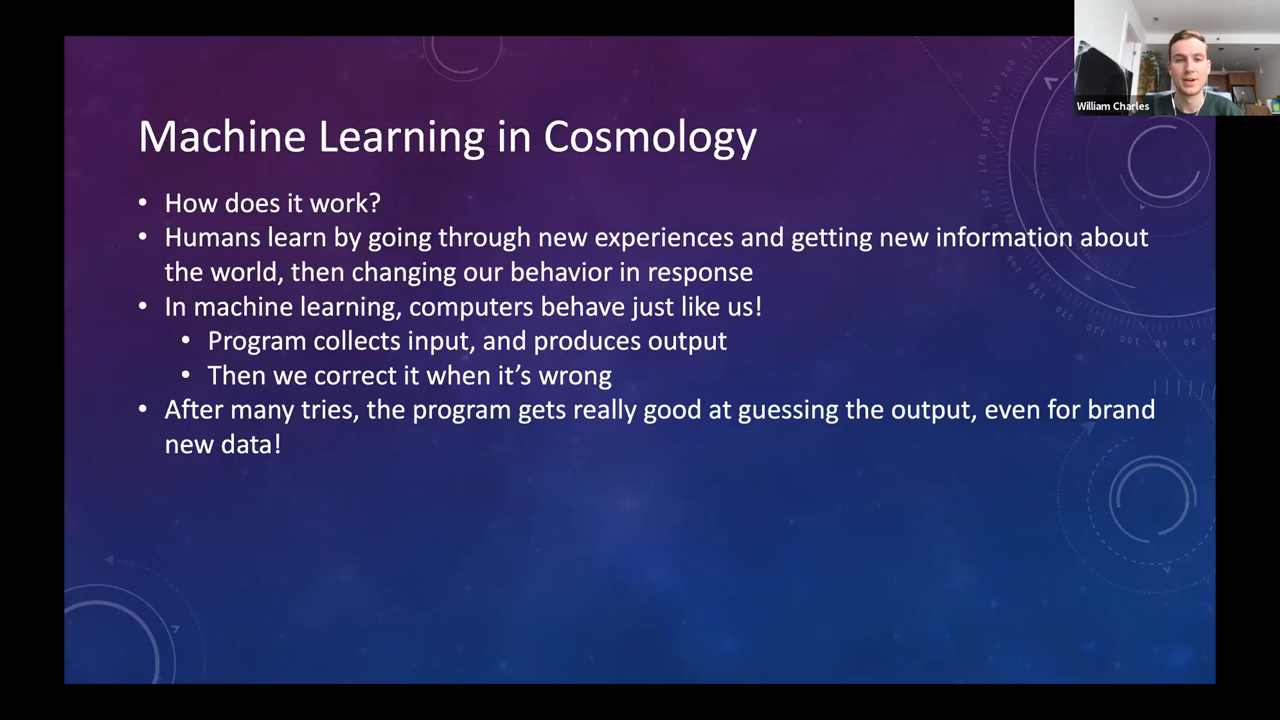 William Charles
Machine Learning in Cosmology
• How does it work?
• Humans learn by going through new experiences and getting new information about
the world, then changing our behavior in response
• In machine learning, computers behave just like us!
• Program collects input, and produces output
• Then we correct it when it's wrong
• After many tries, the program gets really good at guessing the output, even for brand
new data!